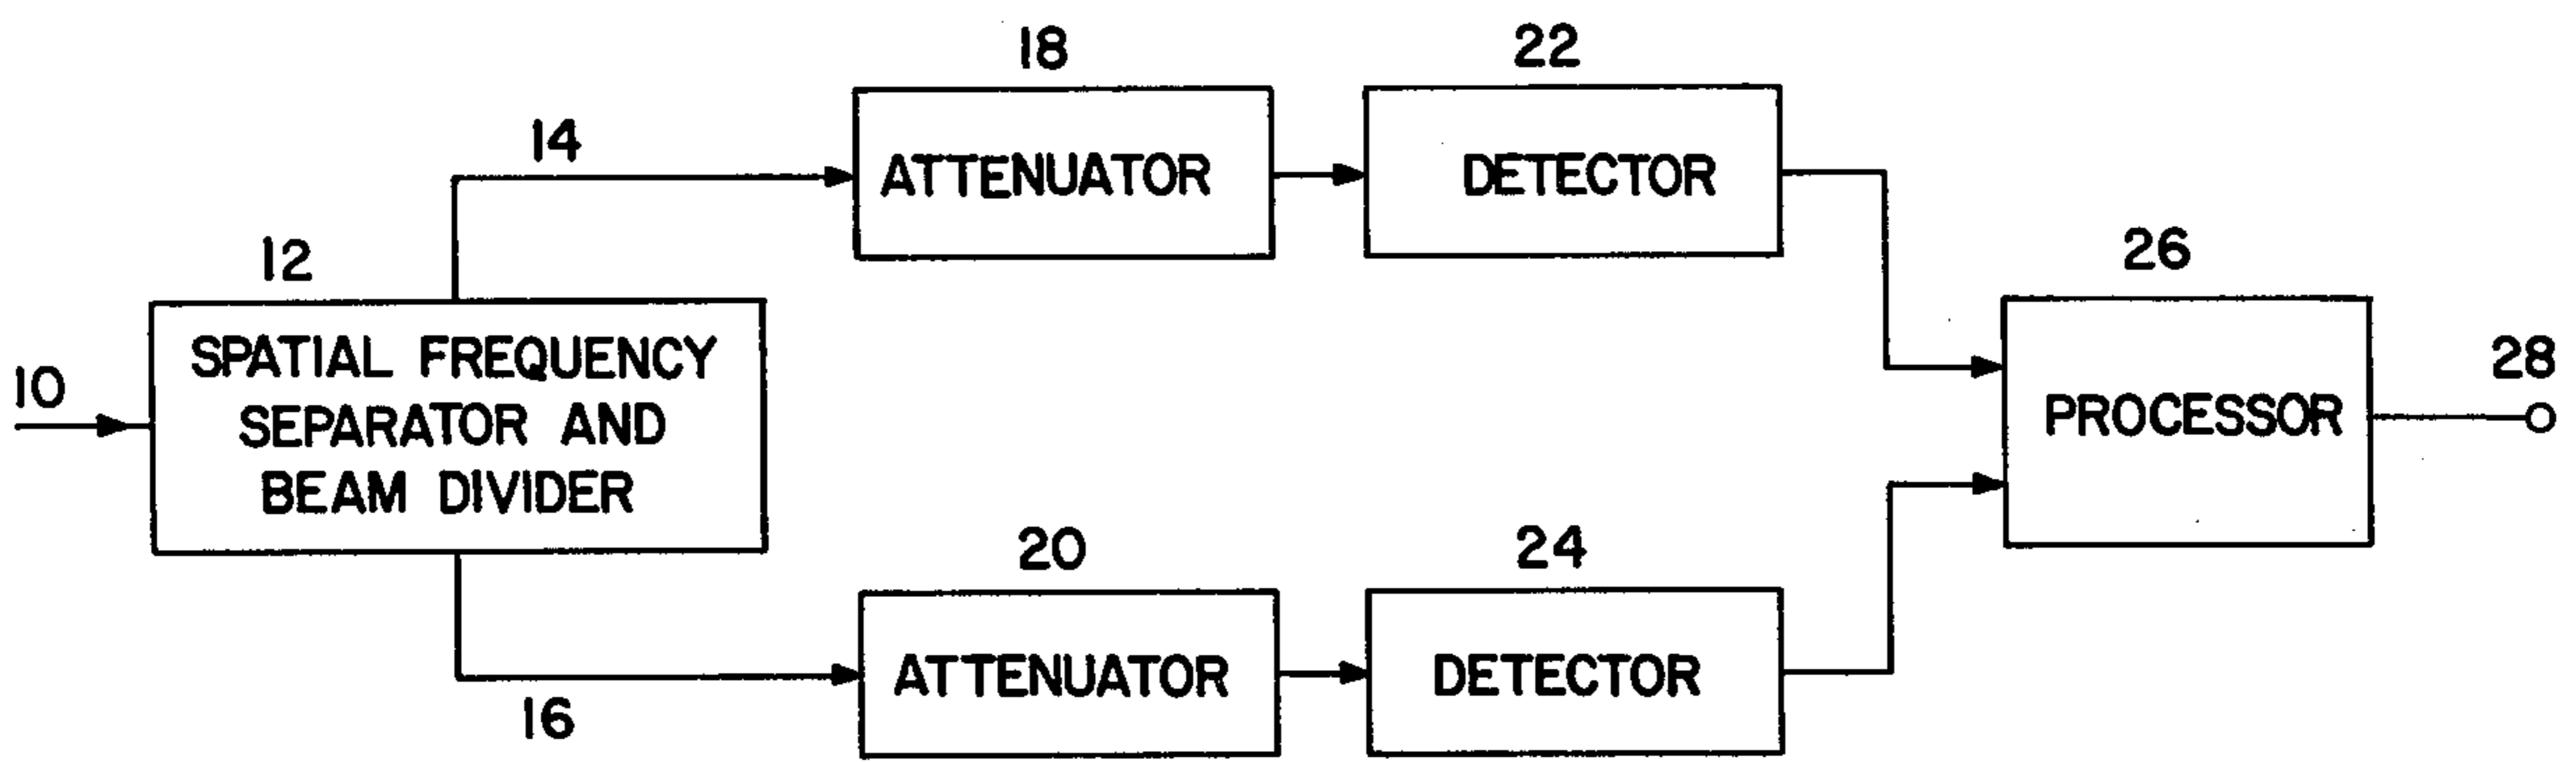 10
12
SPATIAL FREQUENCY
SEPARATOR AND
BEAM DIVIDER
14
18
ATTENUATOR
22
DETECTOR
16
20
ATTENUATOR
24
DETECTOR
26
PROCESSOR
28